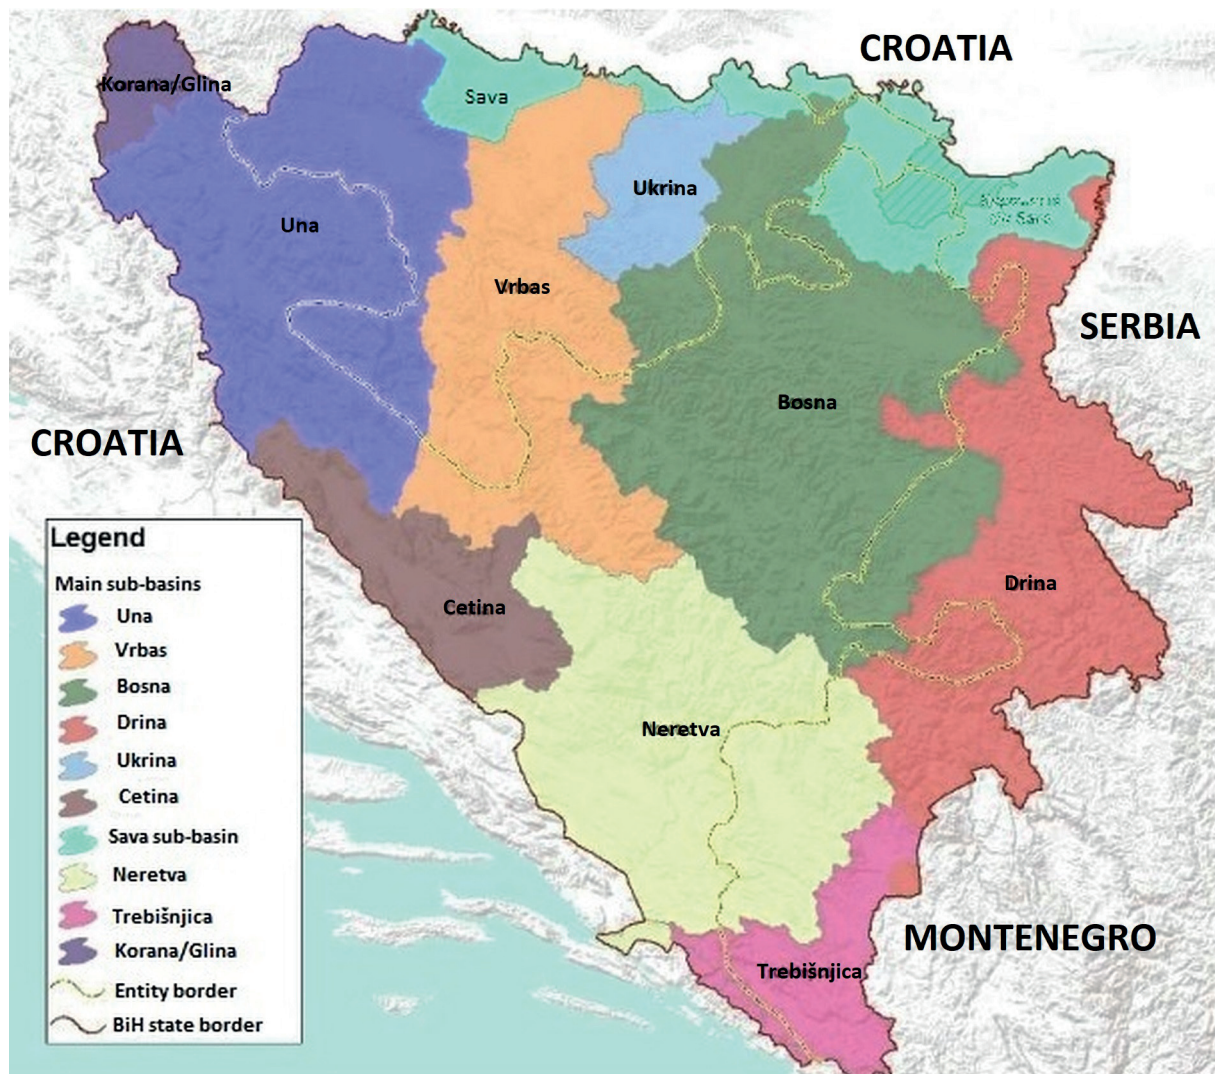 CROATIA
Korana/Glina
Sava
Ukrina
Una
Vrbas
SERBIA
Bosna
CROATIA
Legend
Main sub-basins
Una
Vrbas
Bosna
Drina
Ukrina
Cetina
Sava sub-basin
Neretva
Trebišnjica
Korana/Glina
Entity border
BiH state border
Drina
Cetina
Neretva
MONTENEGRO
Trebišnjica